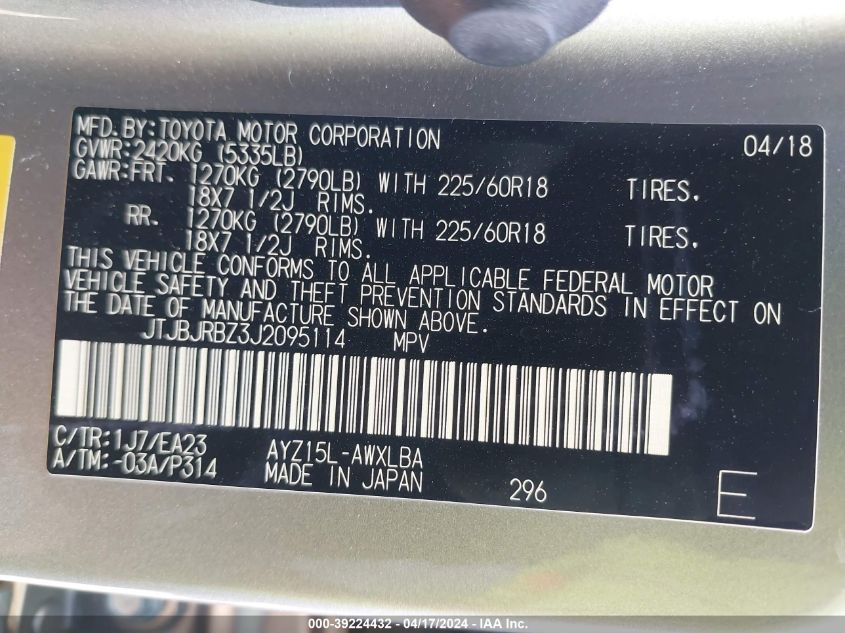 MFD.BY:TOYOTA MOTOR CORPORATION 04/18
GVWR:2420KG (5335LB)
GAWR:FRT. 1270KG (2790LB) WITH 225/60R18 TIRES.
18X7 1/2J RIMS.
RR. 1270KG (2790LB) WITH 225/60R18 TIRES.
18X7 1/2J RIMS.
THIS VEHICLE CONFORMS TO ALL APPLICABLE FEDERAL MOTOR
VEHICLE SAFETY AND THEFT PREVENTION STANDARDS IN EFFECT ON
THE DATE OF MANUFACTURE SHOWN ABOVE.
JTJBJRBZ3J2095114 MPV
C/TR:1J7/EA23 AYZ15L-AWXLBA
A/TM:-03A/P314 MADE IN JAPAN 296 E
000-39224432 - 04/17/2024 - IAA Inc.